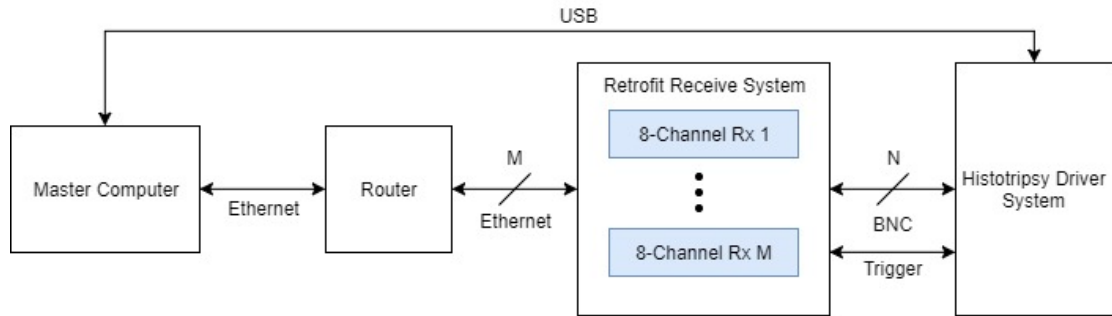 USB
Retrofit Receive System
8-Channel Rx 1
Master Computer
Ethernet
Router
M
Ethernet
8-Channel Rx M
N
BNC
Trigger
Histotripsy Driver
System